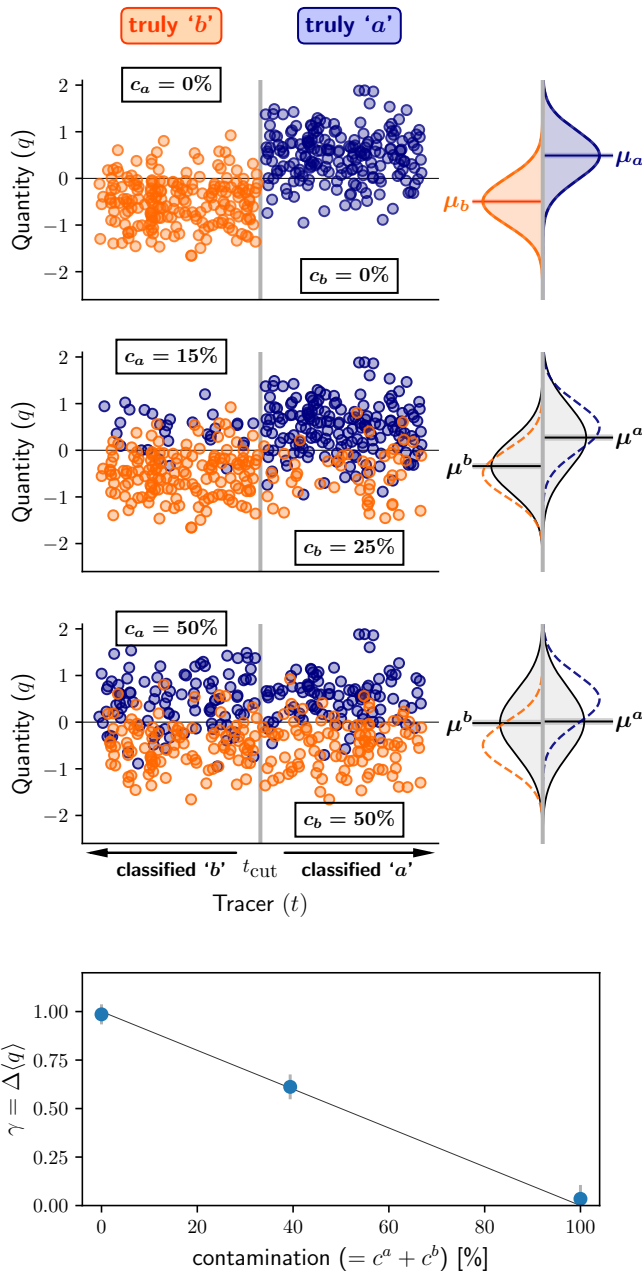 truly ‘b’ truly ‘a’
2
c_a = 0%
1
0
μ_a
μ_b
−1
c_b = 0%
−2
Quantity (q)
2
c_a = 15%
1
μ^a
0
μ^b
−1
c_b = 25%
−2
Quantity (q)
2
c_a = 50%
1
0
μ^b μ^a
−1
−2
c_b = 50%
Quantity (q)
classified ‘b’ t_cut classified ‘a’
Tracer (t)
1.00
0.75
0.50
0.25
0.00
γ = Δ⟨q⟩
0 20 40 60 80 100
contamination (= c^a + c^b) [%]